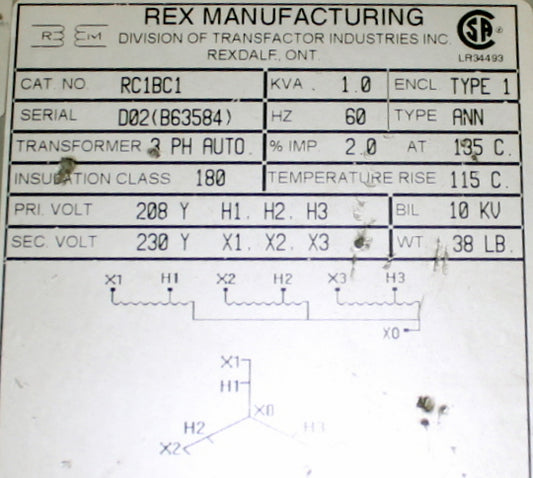 REX MANUFACTURING
DIVISION OF TRANSFACTOR INDUSTRIES INC.
REXDALE, ONT.
R E REM
SA ®
LR34493
CAT. NO. RC1BC1 KVA. 1.0 ENCL TYPE 1
SERIAL D02(B63584) HZ 60 TYPE ANN
TRANSFORMER 3 PH AUTO. % IMP. 2.0 AT 135 C.
INSULATION CLASS 180 TEMPERATURE RISE 115 C.
PRI. VOLT 208 Y H1. H2. H3 BIL 10 KV
SEC. VOLT 230 Y X1. X2. X3 WT. 38 LB.
X1 H1 X2 H2 X3 H3
X0
X1
H1
X0
H2 H3
X2